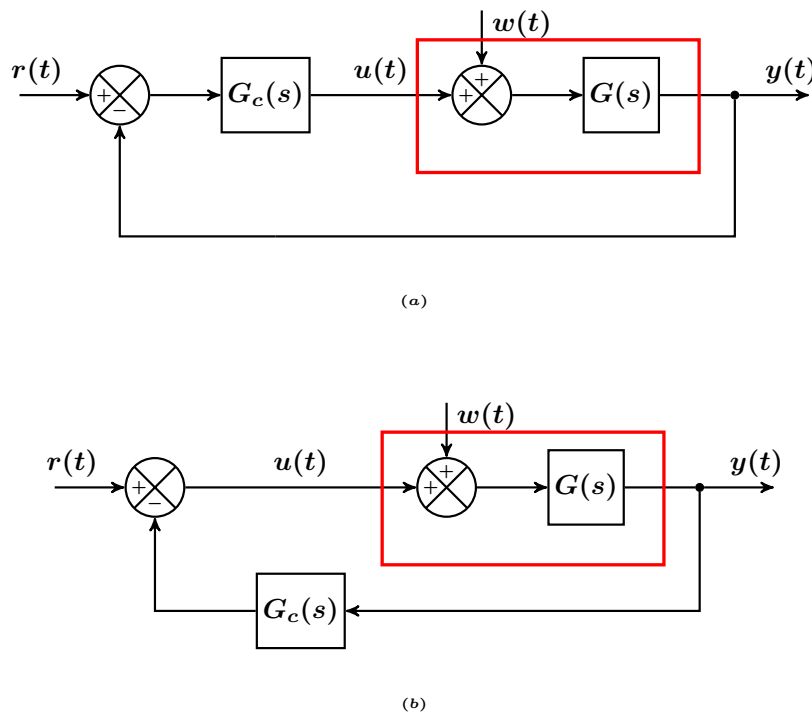 w(t)
r(t) u(t) y(t)
+ + + G_c(s) G(s)
−
(a)
w(t)
r(t) u(t) y(t)
+ + + G(s)
−
G_c(s)
(b)